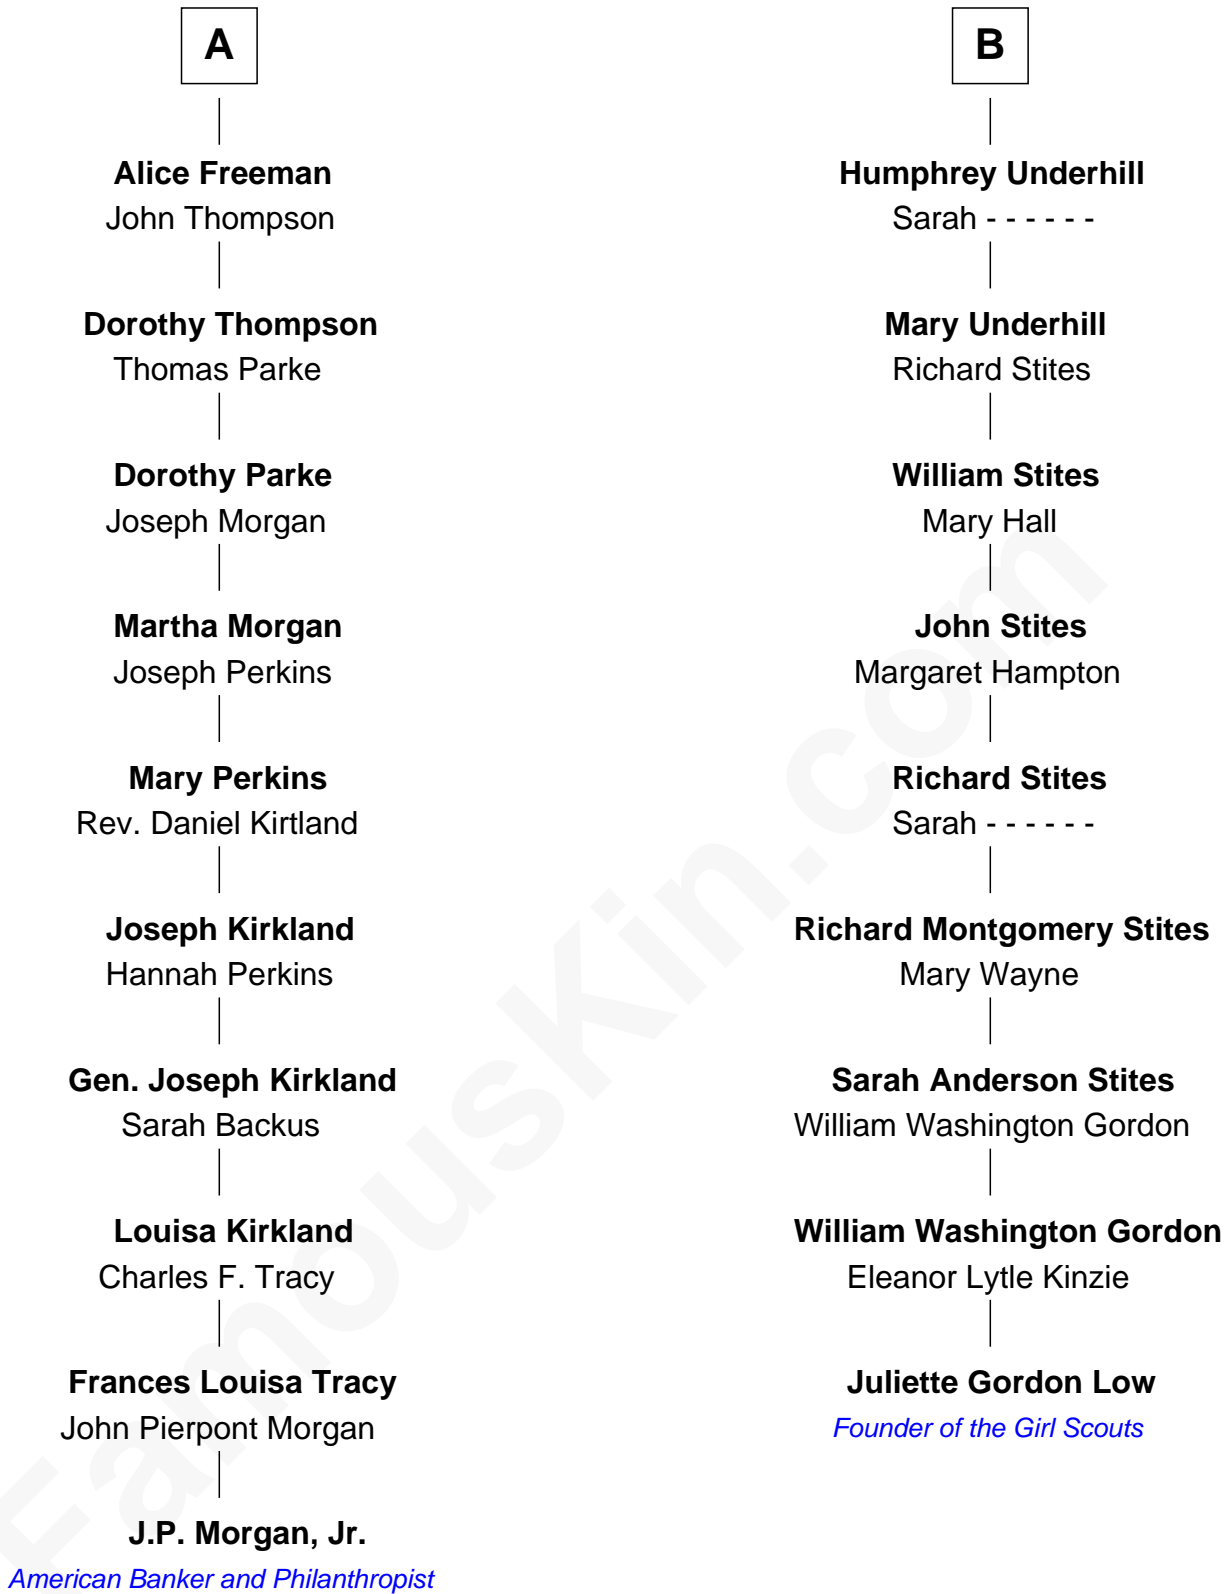 A
Alice Freeman
John Thompson
Dorothy Thompson
Thomas Parke
Dorothy Parke
Joseph Morgan
Martha Morgan
Joseph Perkins
Mary Perkins
Rev. Daniel Kirtland
Joseph Kirkland
Hannah Perkins
Gen. Joseph Kirkland
Sarah Backus
Louisa Kirkland
Charles F. Tracy
Frances Louisa Tracy
John Pierpont Morgan
J.P. Morgan, Jr.
American Banker and Philanthropist
B
Humphrey Underhill
Sarah - - - - - -
Mary Underhill
Richard Stites
William Stites
Mary Hall
John Stites
Margaret Hampton
Richard Stites
Sarah - - - - - -
Richard Montgomery Stites
Mary Wayne
Sarah Anderson Stites
William Washington Gordon
William Washington Gordon
Eleanor Lytle Kinzie
Juliette Gordon Low
Founder of the Girl Scouts
FamousKin.com